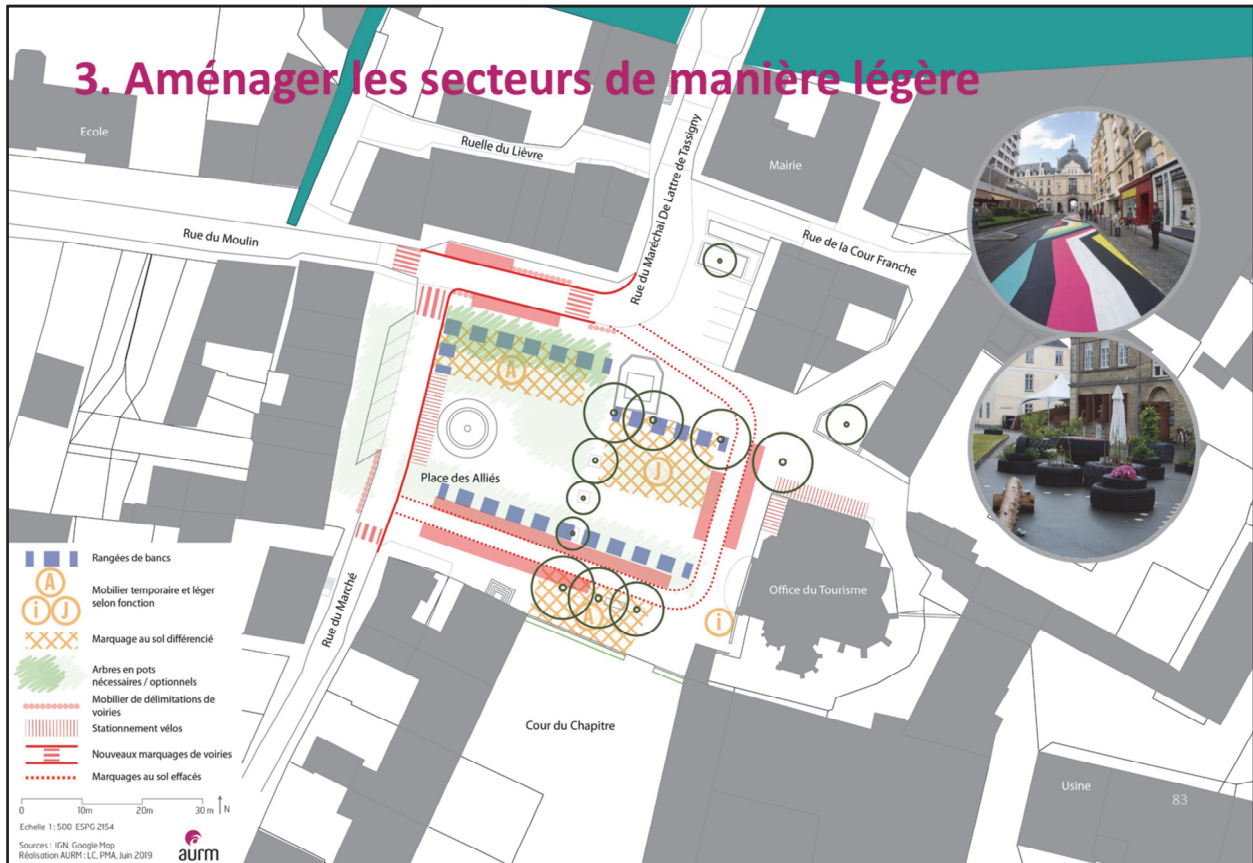 3. Aménager les secteurs de manière légère
Ecole
Ruelle du Lièvre
Rue du Maréchal De Lattre de Tassigny
Mairie
Rue du Moulin
Rue de la Cour Franche
A
J
Place des Alliés
A
i
Office du Tourisme
Rue du Marché
Cour du Chapitre
Usine
83
Rangées de bancs
A
i J
Mobilier temporaire et léger
selon fonction
Marquage au sol différencié
Arbres en pots
nécessaires / optionnels
Mobilier de délimitations de
voiries
Stationnement vélos
Nouveaux marquages de voiries
Marquages au sol effacés
0 10m 20m 30 m N
Echelle 1:500 ESPG 2154
Sources : IGN, Google Map
Réalisation AURM : LC, PMA, Juin 2019
aurm